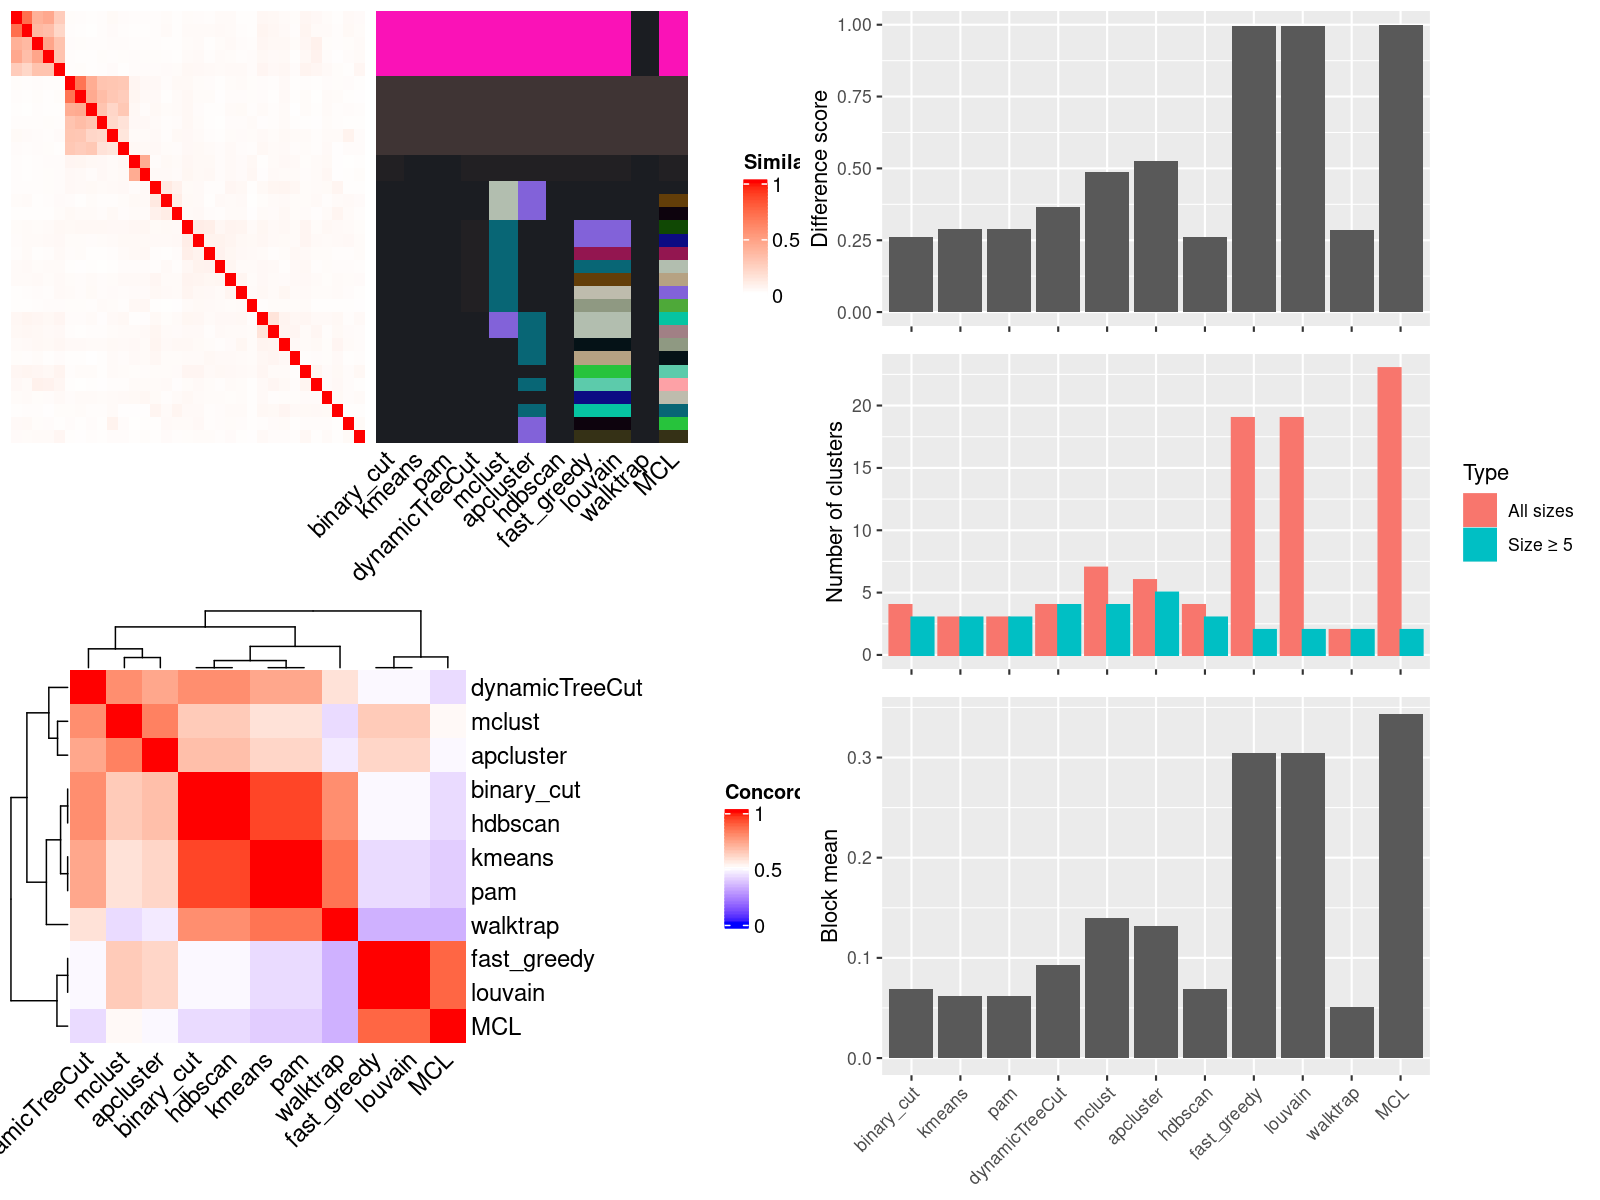 Simila
1
0.5
0
binary_cut
kmeans
pam
dynamicTreeCut
mclust
apcluster
hdbscan
fast_greedy
louvain
walktrap
MCL
dynamicTreeCut
mclust
apcluster
binary_cut
hdbscan
kmeans
pam
walktrap
fast_greedy
louvain
MCL
Concord
1
0.5
0
amicTreeCut
mclust
apcluster
binary_cut
hdbscan
kmeans
pam
walktrap
fast_greedy
louvain
MCL
Difference score
1.00
0.75
0.50
0.25
0.00
Number of clusters
20
15
10
5
0
Type
All sizes
Size ≥ 5
Block mean
0.3
0.2
0.1
0.0
binary_cut
kmeans
pam
dynamicTreeCut
mclust
apcluster
hdbscan
fast_greedy
louvain
walktrap
MCL